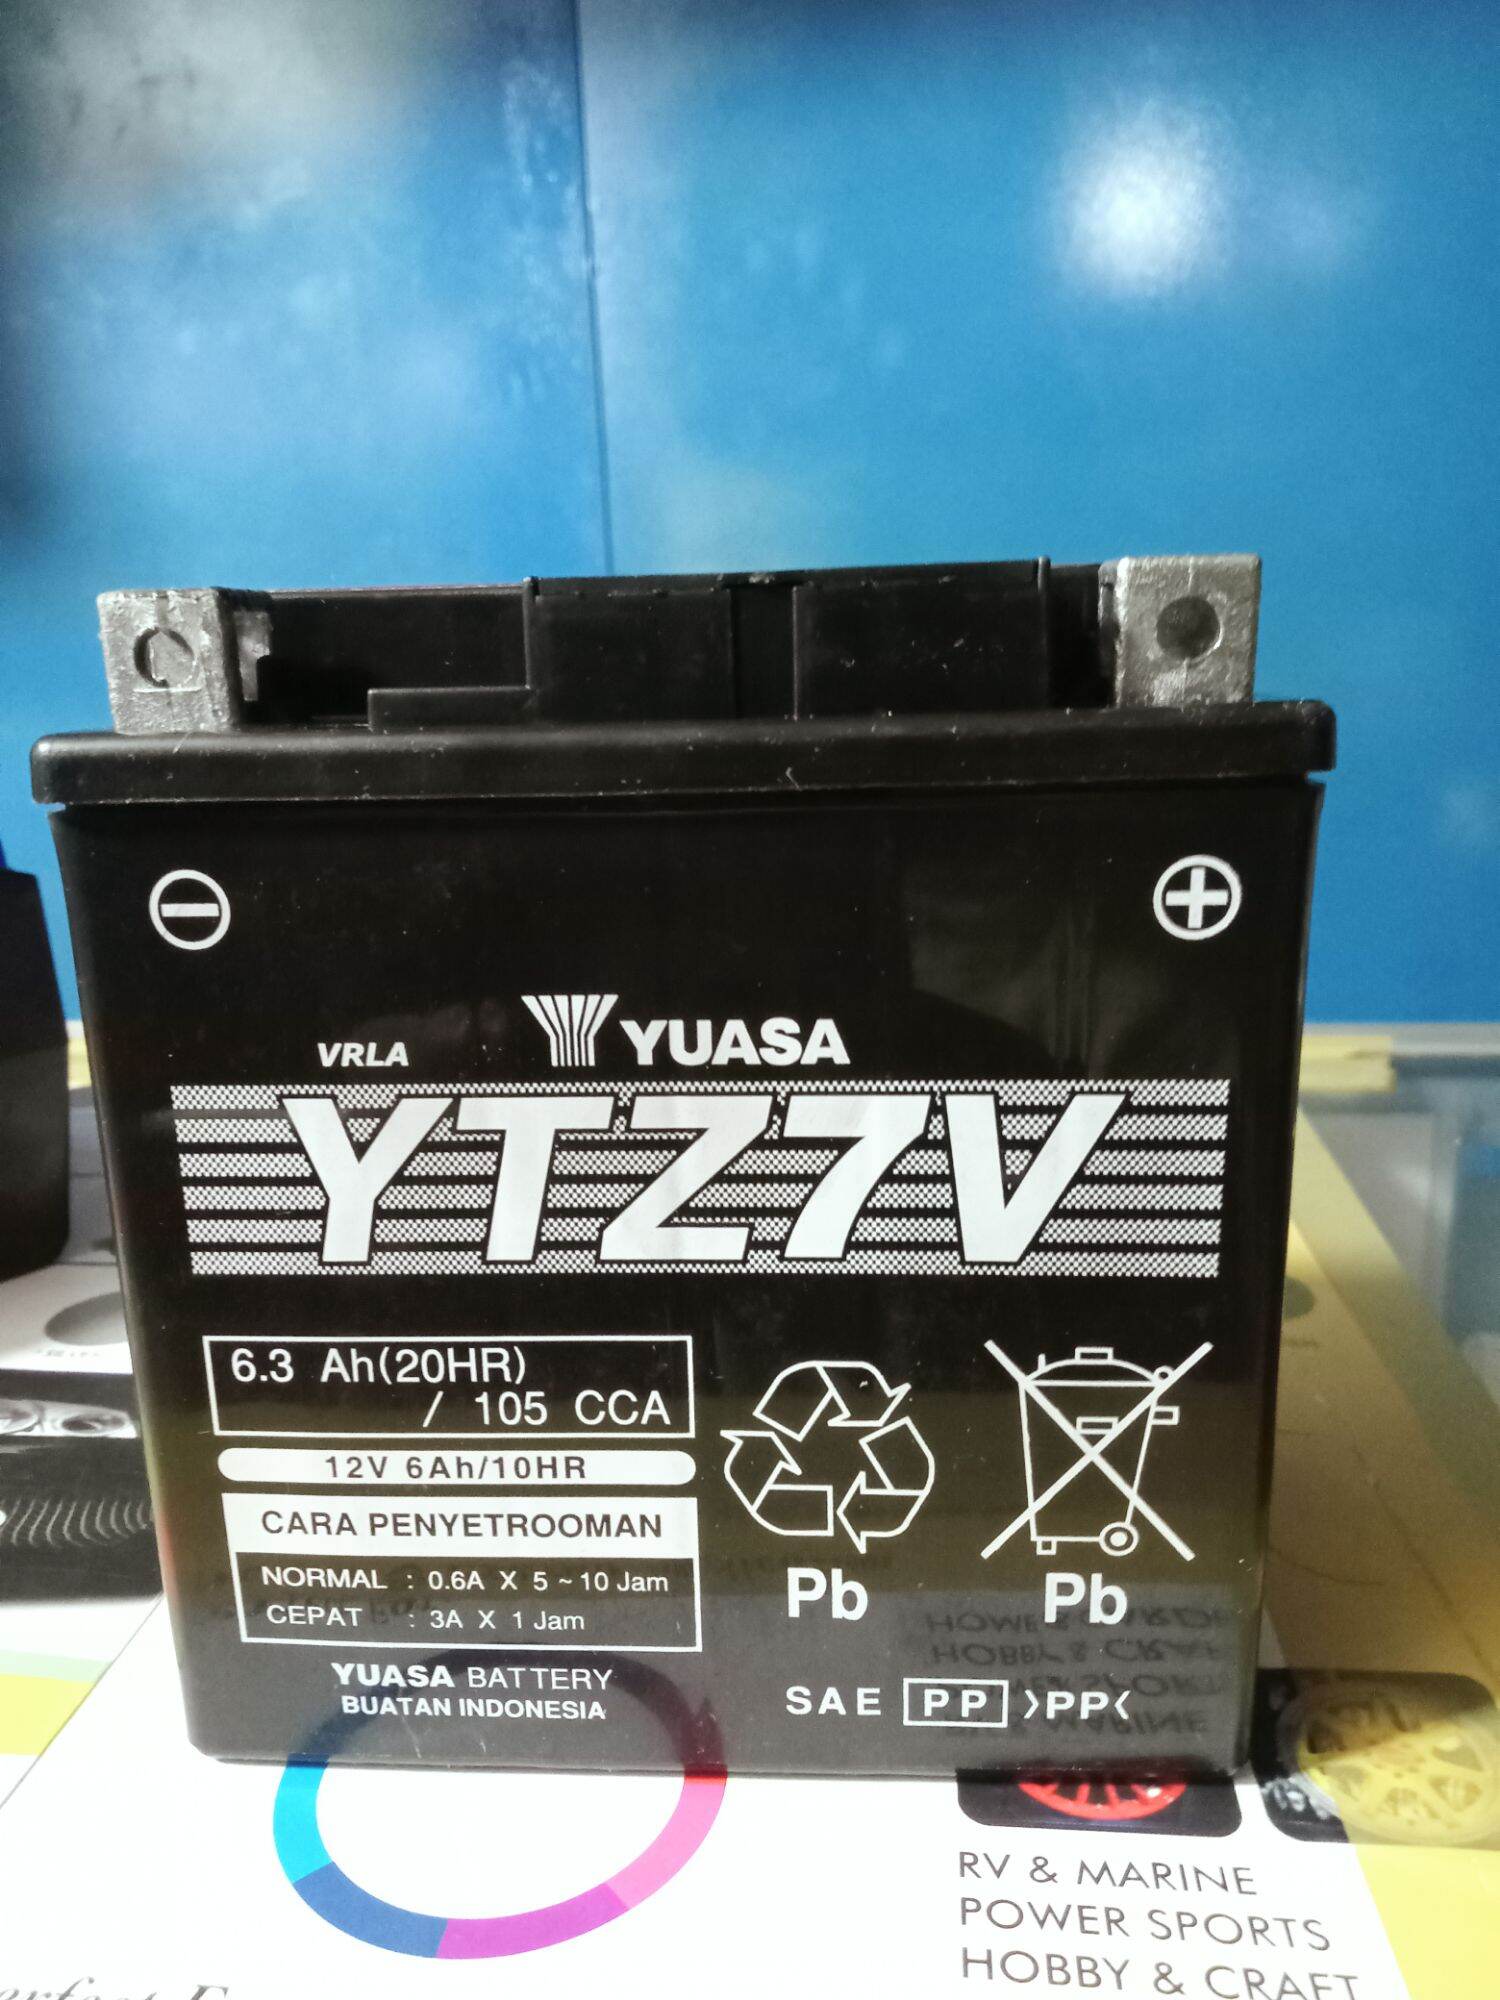 VRLA YUASA
YTZ7V
6.3 Ah(20HR)
/ 105 CCA
12V 6Ah/10HR
CARA PENYETROOMAN
NORMAL : 0.6A X 5 ~ 10 Jam
CEPAT : 3A X 1 Jam
YUASA BATTERY
BUATAN INDONESIA
Pb
Pb
SAE PP >PP<
RV & MARINE
POWER SPORTS
HOBBY & CRAFT